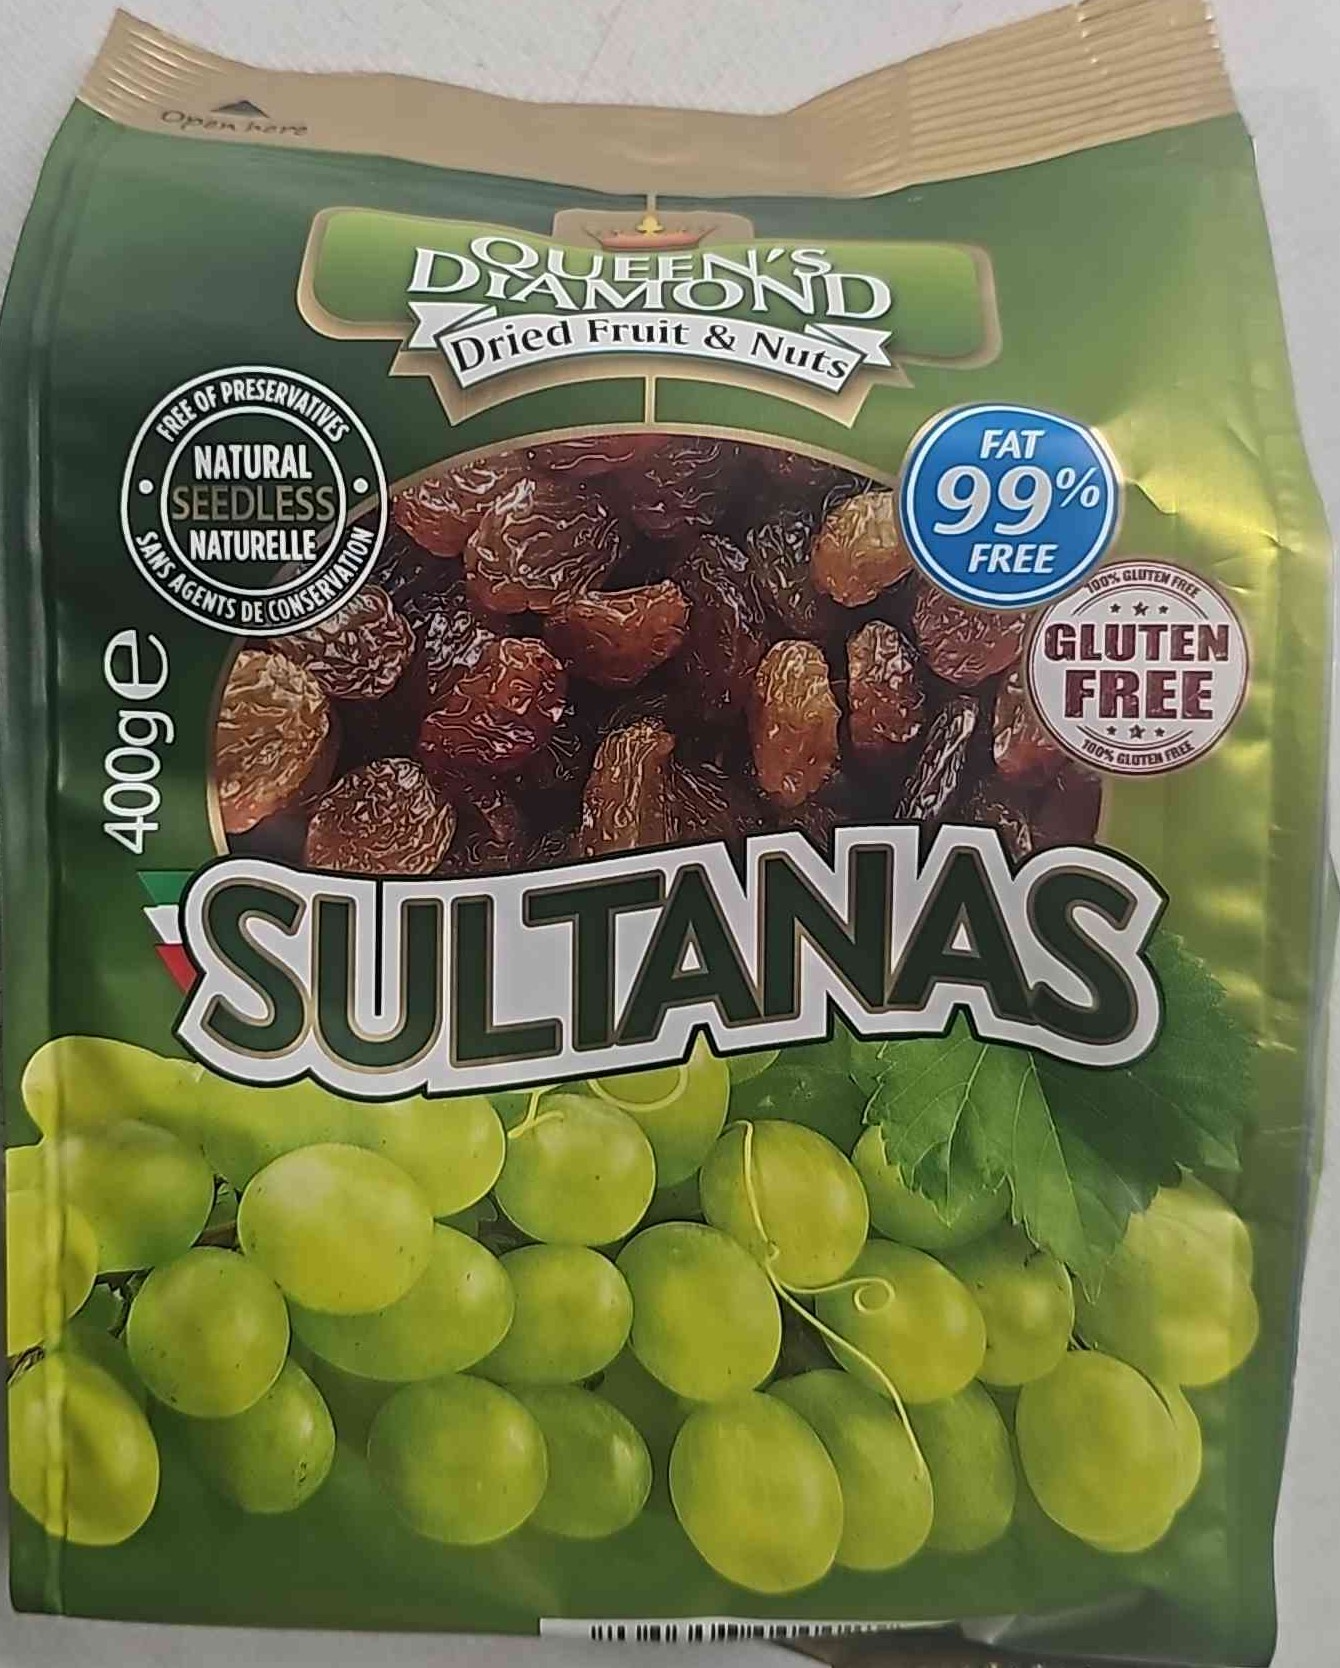 Open here
QUEEN'S
DIAMOND
Dried Fruit & Nuts
FREE OF PRESERVATIVES
NATURAL
SEEDLESS
NATURELLE
SANS AGENTS DE CONSERVATION
FAT
99%
FREE
100% GLUTEN FREE
GLUTEN
FREE
100% GLUTEN FREE
400g e
SULTANAS